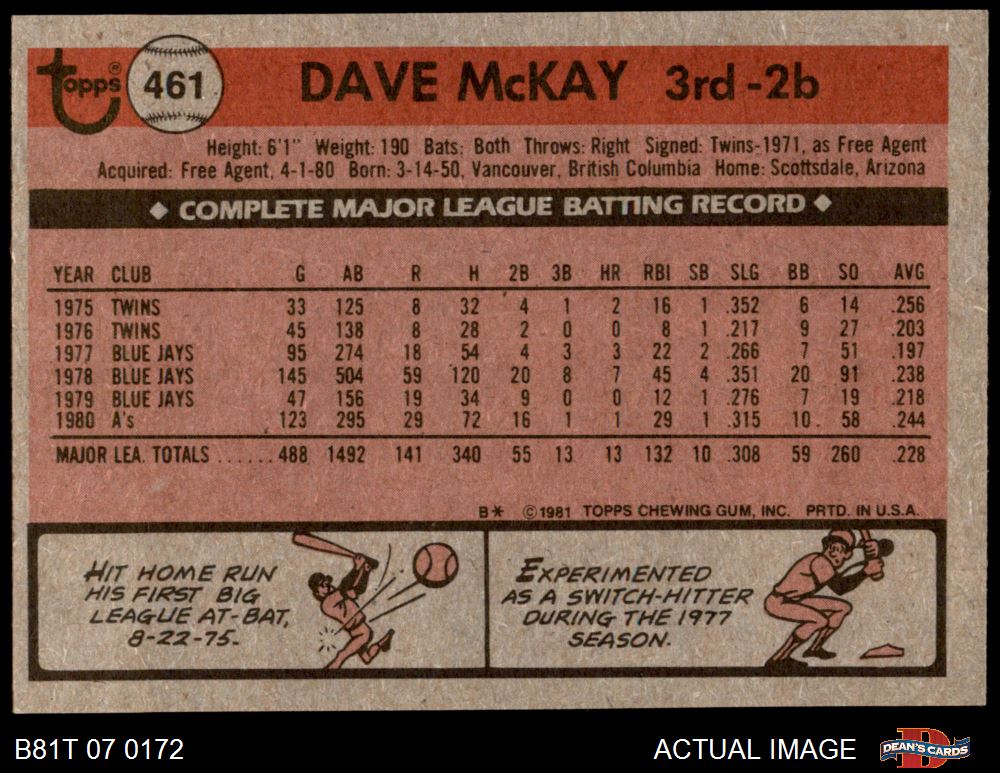 Topps® 461 DAVE McKAY 3rd-2b
Height: 6'1" Weight: 190 Bats: Both Throws: Right Signed: Twins-1971, as Free Agent
Acquired: Free Agent, 4-1-80 Born: 3-14-50, Vancouver, British Columbia Home: Scottsdale, Arizona
◆ COMPLETE MAJOR LEAGUE BATTING RECORD ◆
YEAR CLUB G AB R H 2B 3B HR RBI SB SLG BB SO AVG
1975 TWINS 33 125 8 32 4 1 2 16 1 .352 6 14 .256
1976 TWINS 45 138 8 28 2 0 0 8 1 .217 9 27 .203
1977 BLUE JAYS 95 274 18 54 4 3 3 22 2 .266 7 51 .197
1978 BLUE JAYS 145 504 59 120 20 8 7 45 4 .351 20 91 .238
1979 BLUE JAYS 47 156 19 34 9 0 0 12 1 .276 7 19 .218
1980 A's 123 295 29 72 16 1 1 29 1 .315 10 58 .244
MAJOR LEA. TOTALS ...... 488 1492 141 340 55 13 13 132 10 .308 59 260 .228
B* ©1981 TOPPS CHEWING GUM, INC. PRTD. IN U.S.A.
HIT HOME RUN
HIS FIRST BIG
LEAGUE AT-BAT,
8-22-75.
EXPERIMENTED
AS A SWITCH-HITTER
DURING THE 1977
SEASON.
B81T 07 0172 ACTUAL IMAGE DEAN'S CARDS